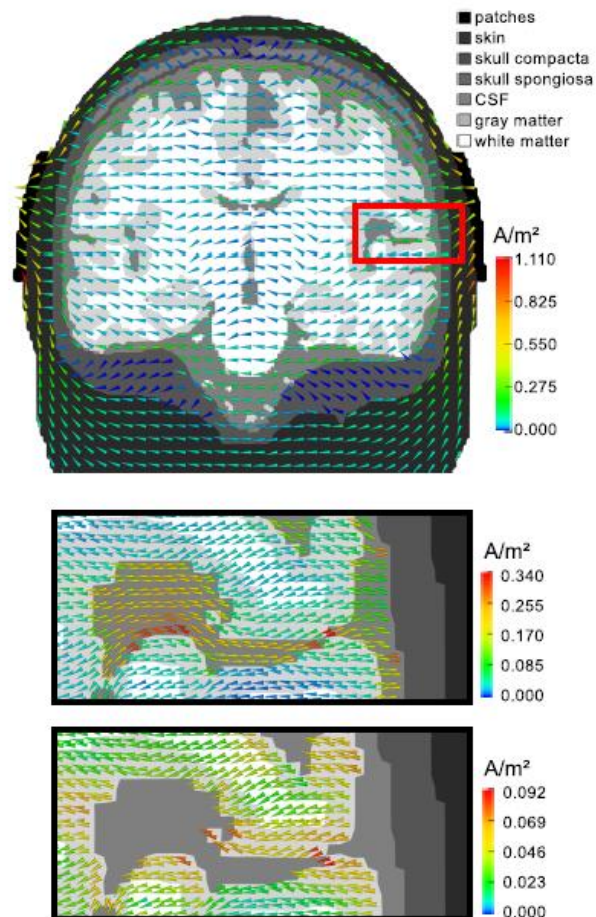 patches
skin
skull compacta
skull spongiosa
CSF
gray matter
white matter
A/m²
1.110
0.825
0.550
0.275
0.000
A/m²
0.340
0.255
0.170
0.085
0.000
A/m²
0.092
0.069
0.046
0.023
0.000